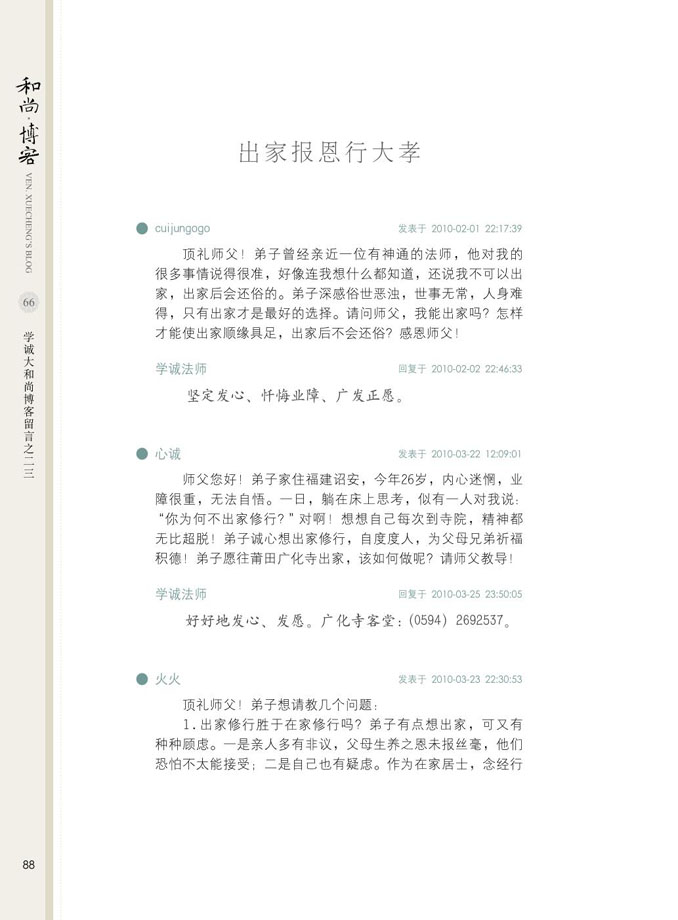 和尚·博客
VEN. XUECHENG'S BLOG
66
学诚大和尚博客留言之二三
出家报恩行大孝
cuijungogo 发表于 2010-02-01 22:17:39
顶礼师父！弟子曾经亲近一位有神通的法师，他对我的
很多事情说得很准，好像连我想什么都知道，还说我不可以出
家，出家后会还俗的。弟子深感俗世恶浊，世事无常，人身难
得，只有出家才是最好的选择。请问师父，我能出家吗？怎样
才能使出家顺缘具足，出家后不会还俗？感恩师父！
学诚法师 回复于 2010-02-02 22:46:33
坚定发心、忏悔业障、广发正愿。
心诚 发表于 2010-03-22 12:09:01
师父您好！弟子家住福建诏安，今年26岁，内心迷惘，业
障很重，无法自悟。一日，躺在床上思考，似有一人对我说：
“你为何不出家修行？”对啊！想想自己每次到寺院，精神都
无比超脱！弟子诚心想出家修行，自度度人，为父母兄弟祈福
积德！弟子愿往莆田广化寺出家，该如何做呢？请师父教导！
学诚法师 回复于 2010-03-25 23:50:05
好好地发心、发愿。广化寺客堂：(0594) 2692537。
火火 发表于 2010-03-23 22:30:53
顶礼师父！弟子想请教几个问题：
1.出家修行胜于在家修行吗？弟子有点想出家，可又有
种种顾虑。一是亲人多有非议，父母生养之恩未报丝毫，他们
恐怕不太能接受；二是自己也有疑虑。作为在家居士，念经行
88